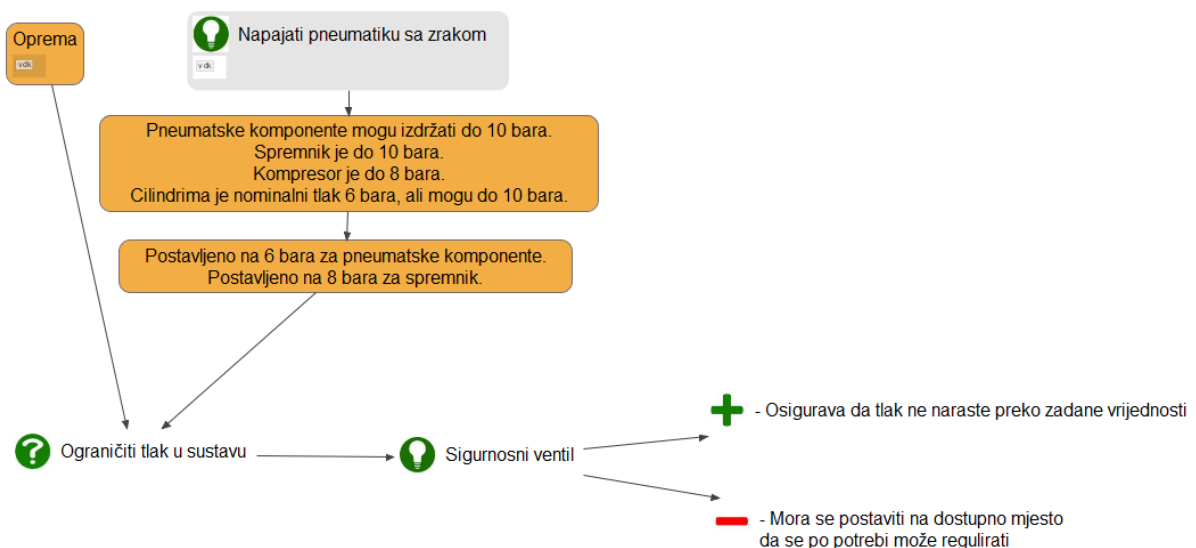 Oprema
vdk
Napajati pneumatiku sa zrakom
vdk
Pneumatske komponente mogu izdržati do 10 bara.
Spremnik je do 10 bara.
Kompresor je do 8 bara.
Cilindrima je nominalni tlak 6 bara, ali mogu do 10 bara.
Postavljeno na 6 bara za pneumatske komponente.
Postavljeno na 8 bara za spremnik.
Ograničiti tlak u sustavu
Sigurnosni ventil
- Osigurava da tlak ne naraste preko zadane vrijednosti
- Mora se postaviti na dostupno mjesto
da se po potrebi može regulirati